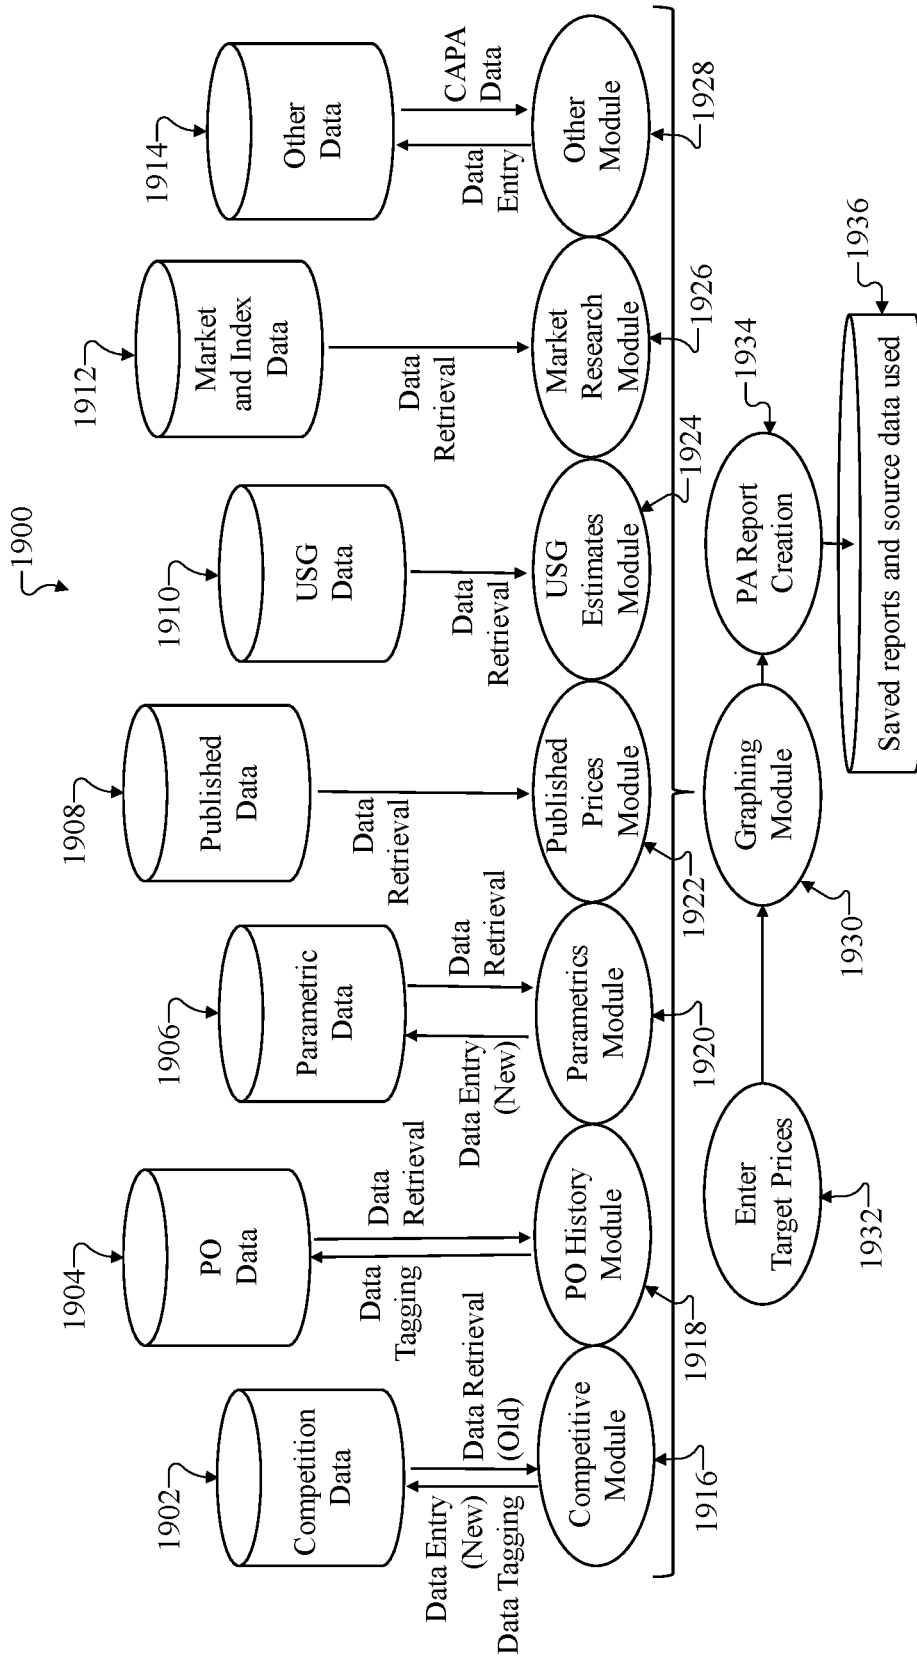 1900
1902
Competition
Data
1904
PO
Data
1906
Parametric
Data
1908
Published
Data
1910
USG
Data
1912
Market
and Index
Data
1914
Other
Data
Data Entry
(New)
Data Tagging
Data Retrieval
(Old)
Data
Tagging
Data
Retrieval
Data Entry
(New)
Data
Retrieval
Data
Retrieval
Data
Retrieval
Data
Retrieval
Data
Entry
CAPA
Data
Competitive
Module
PO History
Module
Parametrics
Module
Published
Prices
Module
USG
Estimates
Module
Market
Research
Module
Other
Module
1916
1918
1920
1922
1924
1926
1928
Enter
Target Prices
1932
Graphing
Module
1930
PA Report
Creation
1934
Saved reports and source data used
1936